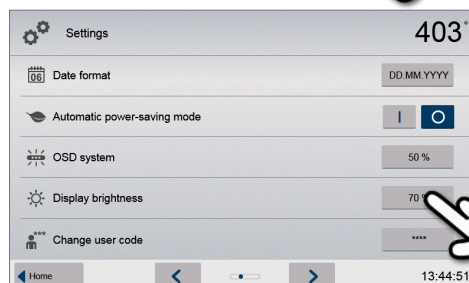 Settings 403°
06 Date format DD.MM.YYYY
Automatic power-saving mode I O
OSD system 50 %
Display brightness 70
*** Change user code ****
Home < > 13:44:51